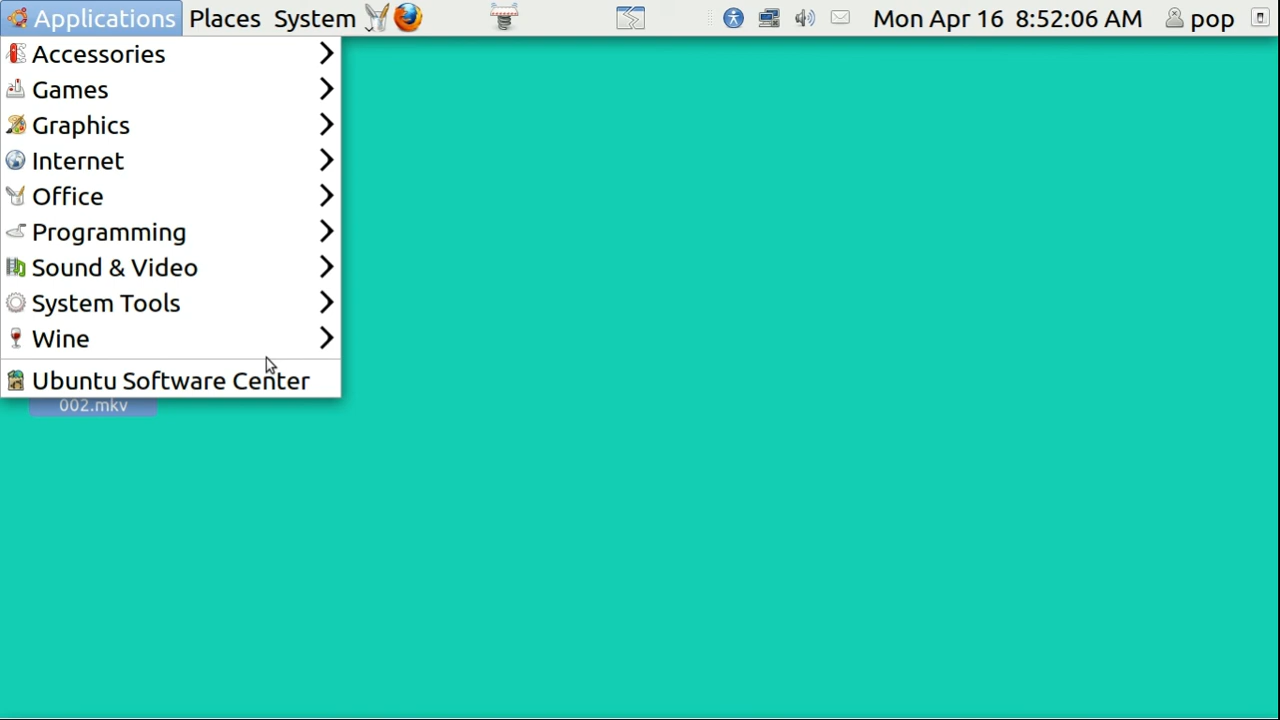 Applications Places System Mon Apr 16 8:52:06 AM pop
Accessories
Games
Graphics
Internet
Office
Programming
Sound & Video
System Tools
Wine
Ubuntu Software Center
002.mkv